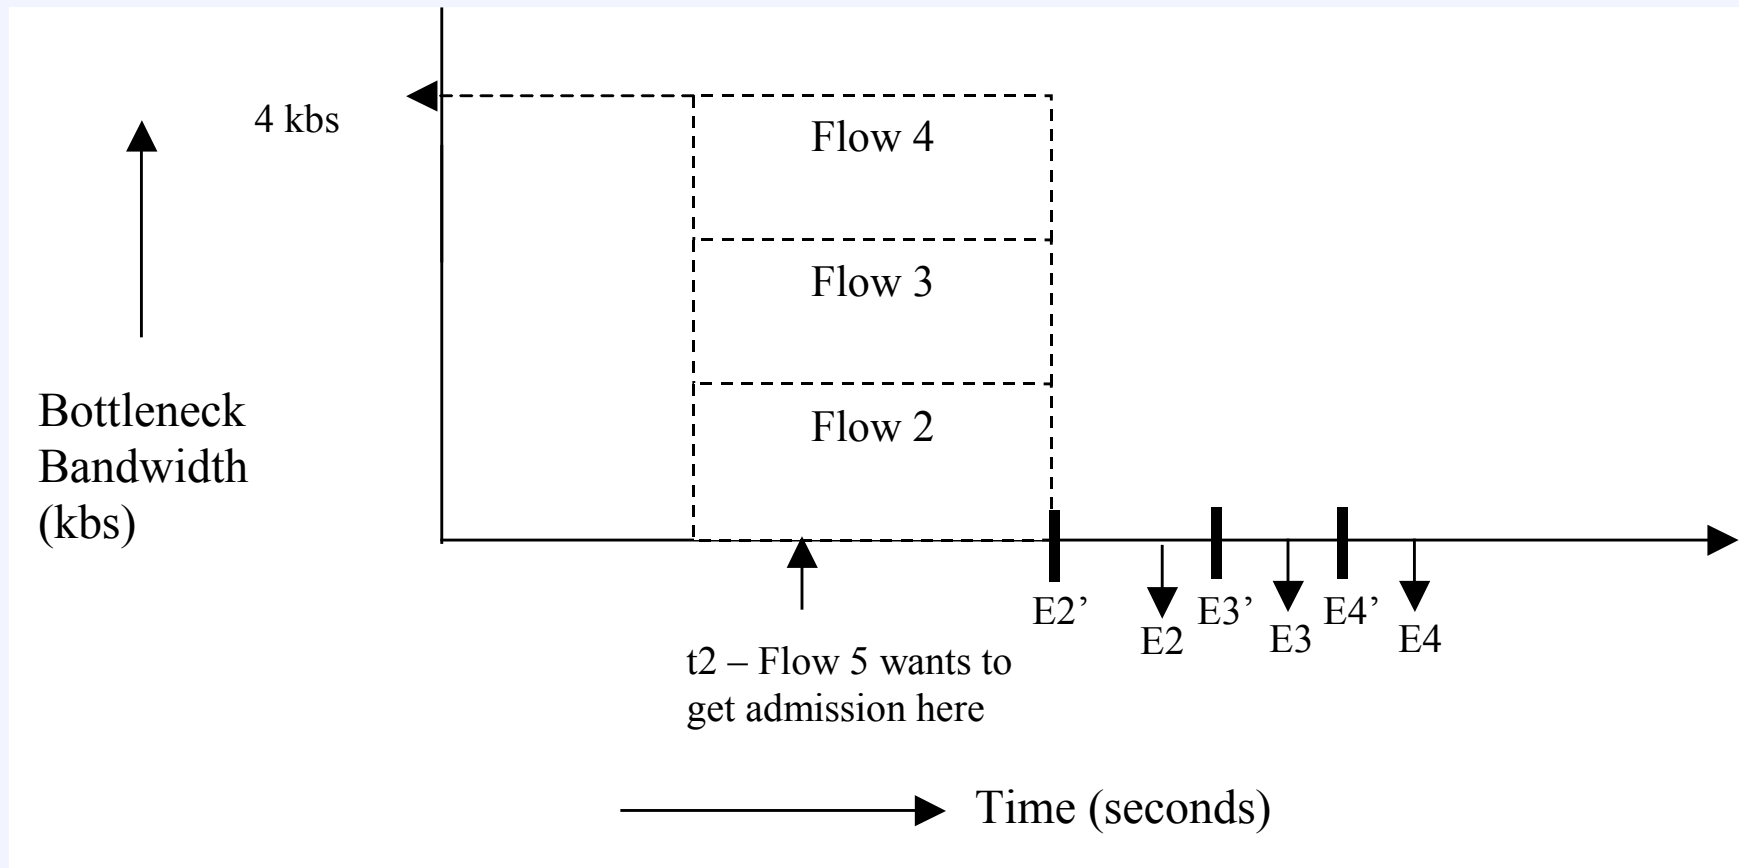 4 kbs
Flow 4
Flow 3
Flow 2
Bottleneck
Bandwidth
(kbs)
E2’
E2
E3’
E3
E4’
E4
t2 – Flow 5 wants to
get admission here
Time (seconds)